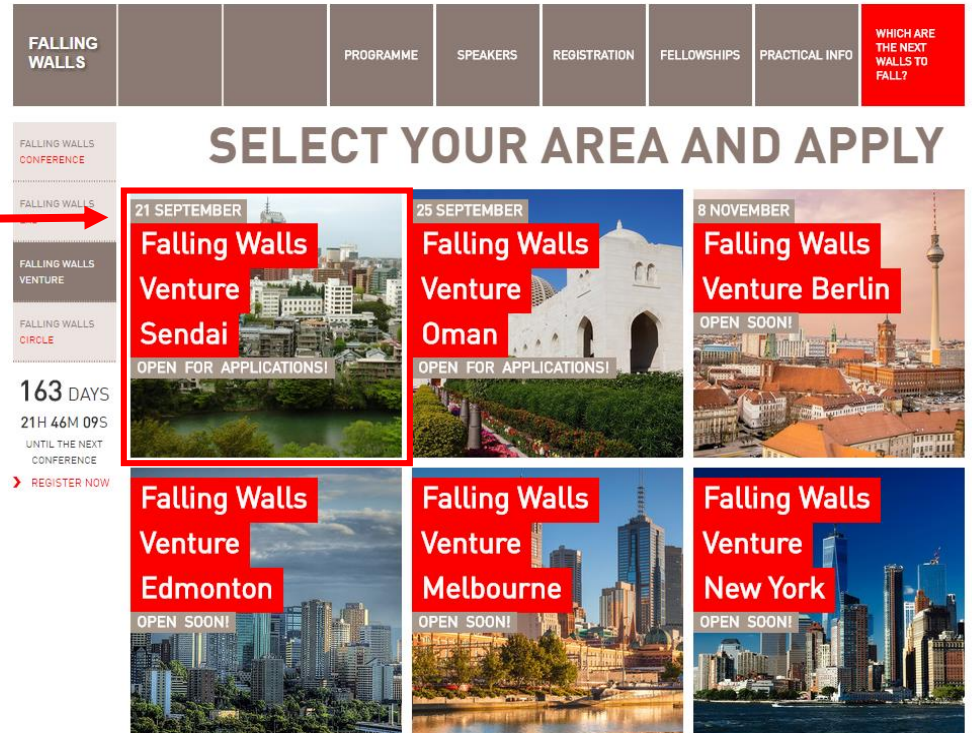 FALLING
WALLS
PROGRAMME
SPEAKERS
REGISTRATION
FELLOWSHIPS
PRACTICAL INFO
WHICH ARE
THE NEXT
WALLS TO
FALL?
SELECT YOUR AREA AND APPLY
FALLING WALLS
CONFERENCE
FALLING WALLS
FALLING WALLS
VENTURE
FALLING WALLS
CIRCLE
163 DAYS
21H 46M 09S
UNTIL THE NEXT
CONFERENCE
REGISTER NOW
21 SEPTEMBER
Falling Walls
Venture
Sendai
OPEN FOR APPLICATIONS!
25 SEPTEMBER
Falling Walls
Venture
Oman
OPEN FOR APPLICATIONS!
8 NOVEMBER
Falling Walls
Venture Berlin
OPEN SOON!
Falling Walls
Venture
Edmonton
OPEN SOON!
Falling Walls
Venture
Melbourne
OPEN SOON!
Falling Walls
Venture
New York
OPEN SOON!